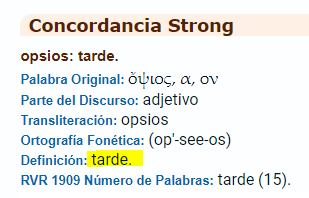 Concordancia Strong
opsios: tarde.
Palabra Original: ὄψιος, α, ον
Parte del Discurso: adjetivo
Transliteración: opsios
Ortografía Fonética: (op'-see-os)
Definición: tarde.
RVR 1909 Número de Palabras: tarde (15).